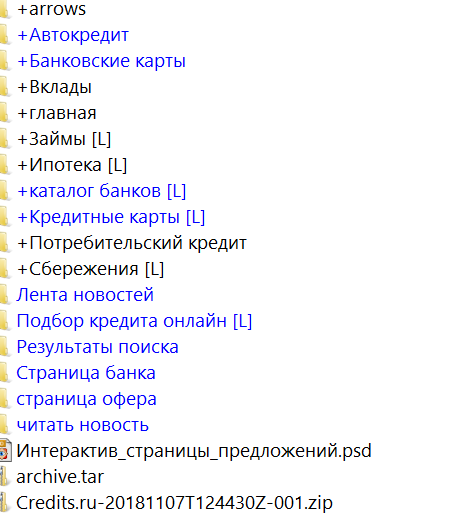 +arrows
+Автокредит
+Банковские карты
+Вклады
+главная
+Займы [L]
+Ипотека [L]
+каталог банков [L]
+Кредитные карты [L]
+Потребительский кредит
+Сбережения [L]
Лента новостей
Подбор кредита онлайн [L]
Результаты поиска
Страница банка
страница офера
читать новость
Интерактив_страницы_предложений.psd
archive.tar
Credits.ru-20181107T124430Z-001.zip